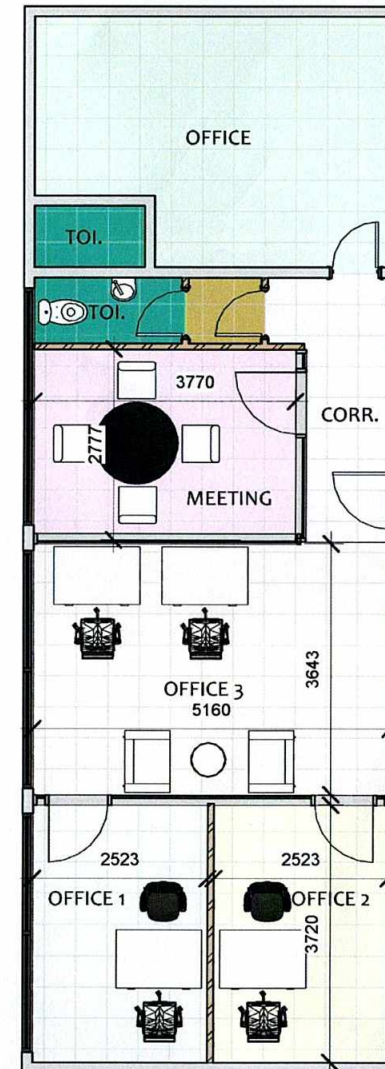 OFFICE
TOI.
TOI.
3770
CORR.
2777
MEETING
3643
OFFICE 3
5160
2523
2523
OFFICE 1
OFFICE 2
3720